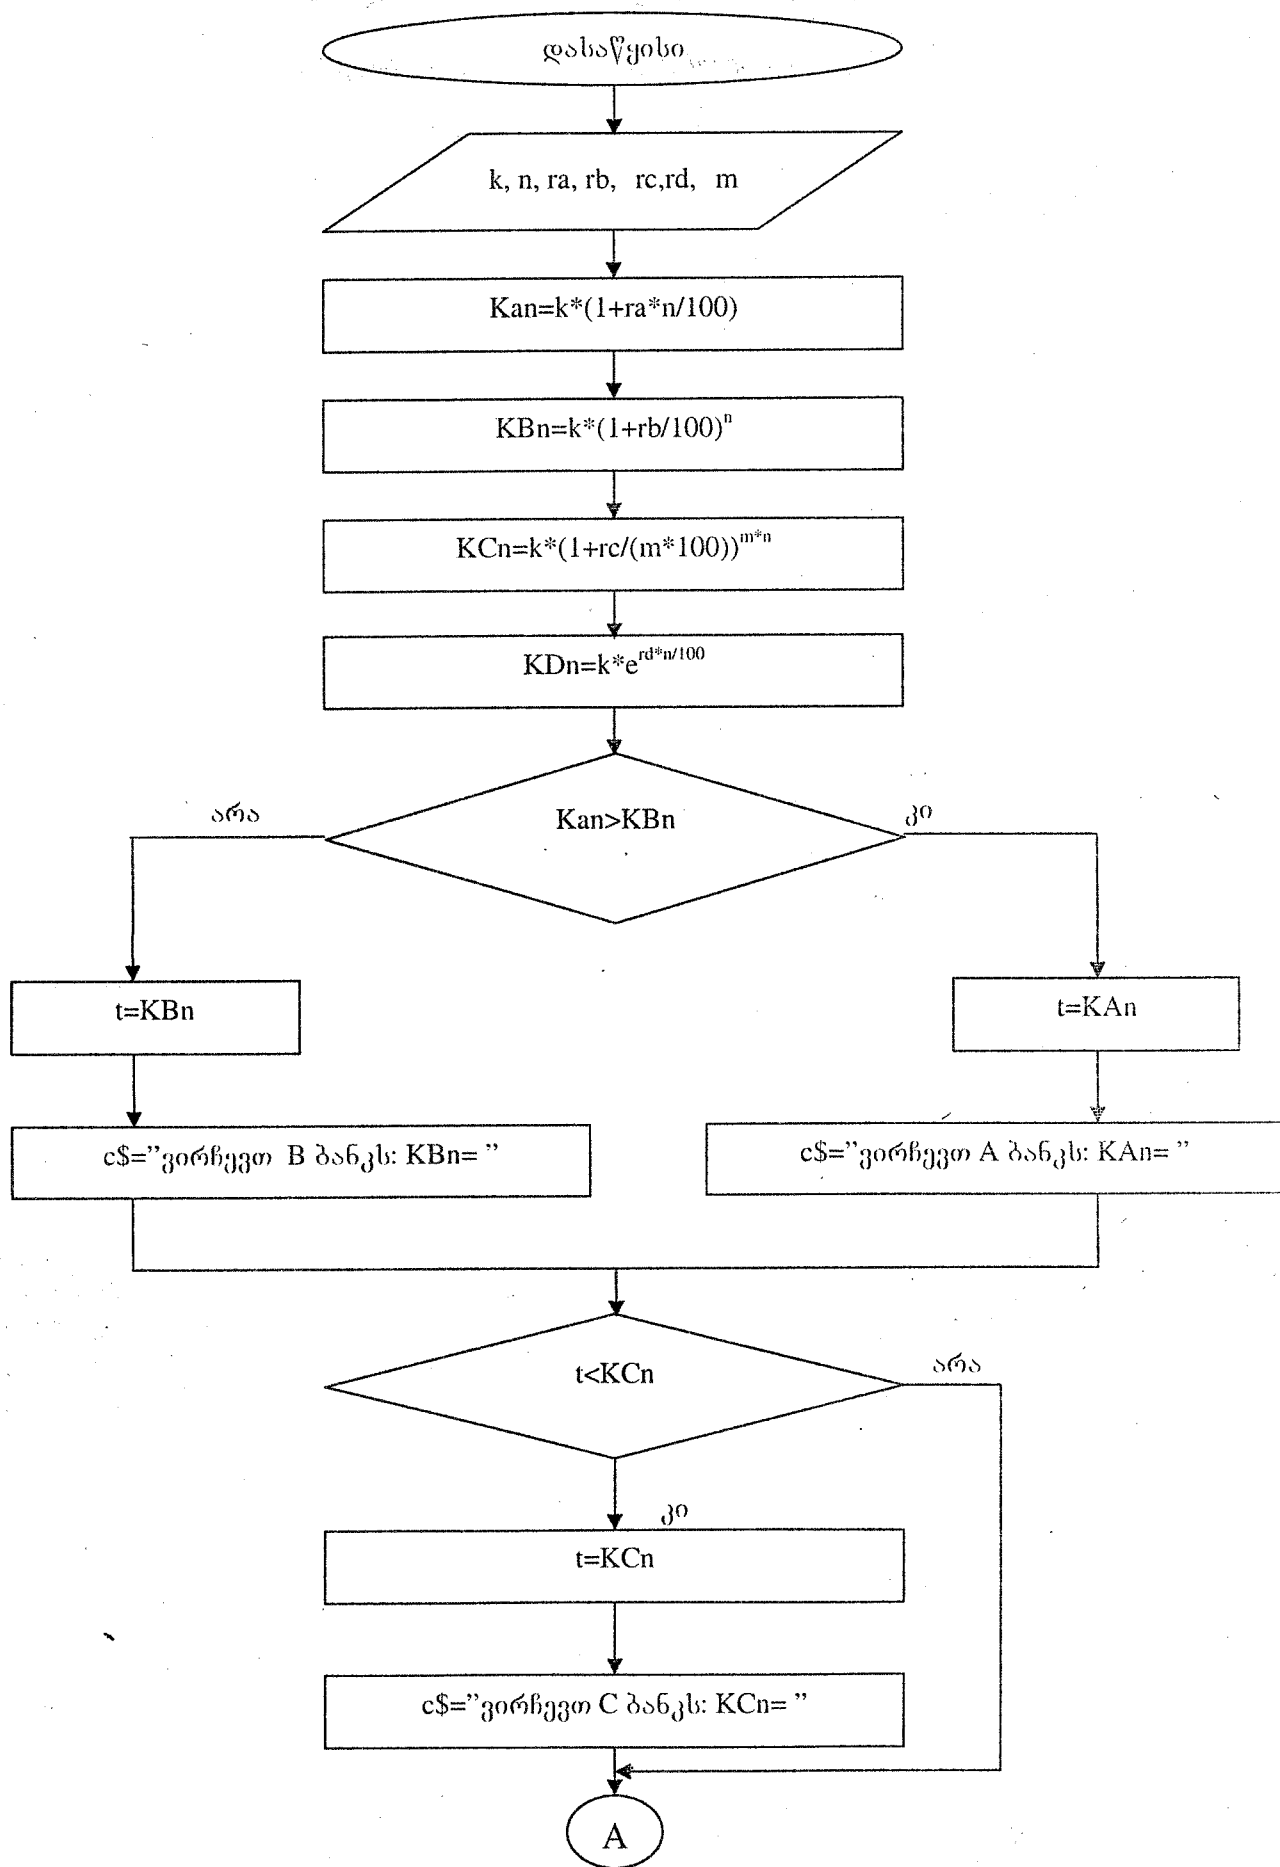 დასაწყისი
k, n, ra, rb, rc,rd, m
Kan=k*(1+ra*n/100)
KBn=k*(1+rb/100)ⁿ
KCn=k*(1+rc/(m*100))^m*n
KDn=k*e^rd*n/100
არა
Kan>KBn
კი
t=KBn
t=KAn
c$="ვირჩევთ B ბანკს: KBn= "
c$="ვირჩევთ A ბანკს: KAn= "
t<KCn
არა
კი
t=KCn
c$="ვირჩევთ C ბანკს: KCn= "
A